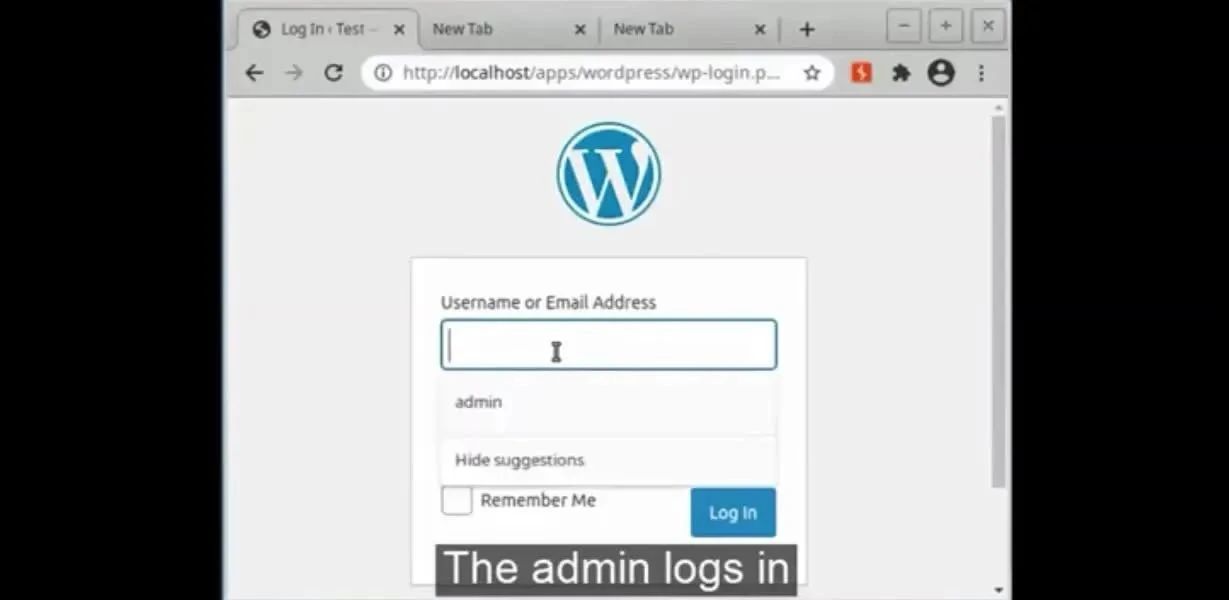 Log In ‹ Test –
New Tab
New Tab
http://localhost/apps/wordpress/wp-login.p...
Username or Email Address
admin
Hide suggestions
Remember Me
Log In
The admin logs in